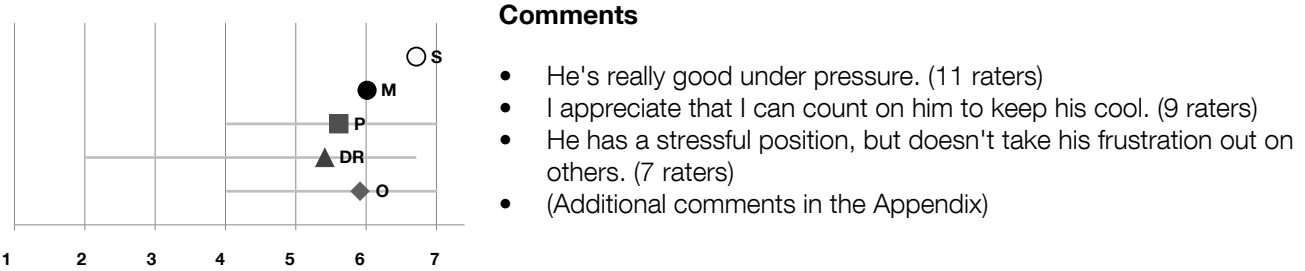 Comments
S
• He's really good under pressure. (11 raters)
M
• I appreciate that I can count on him to keep his cool. (9 raters)
P
• He has a stressful position, but doesn't take his frustration out on
DR
others. (7 raters)
O
• (Additional comments in the Appendix)
1 2 3 4 5 6 7